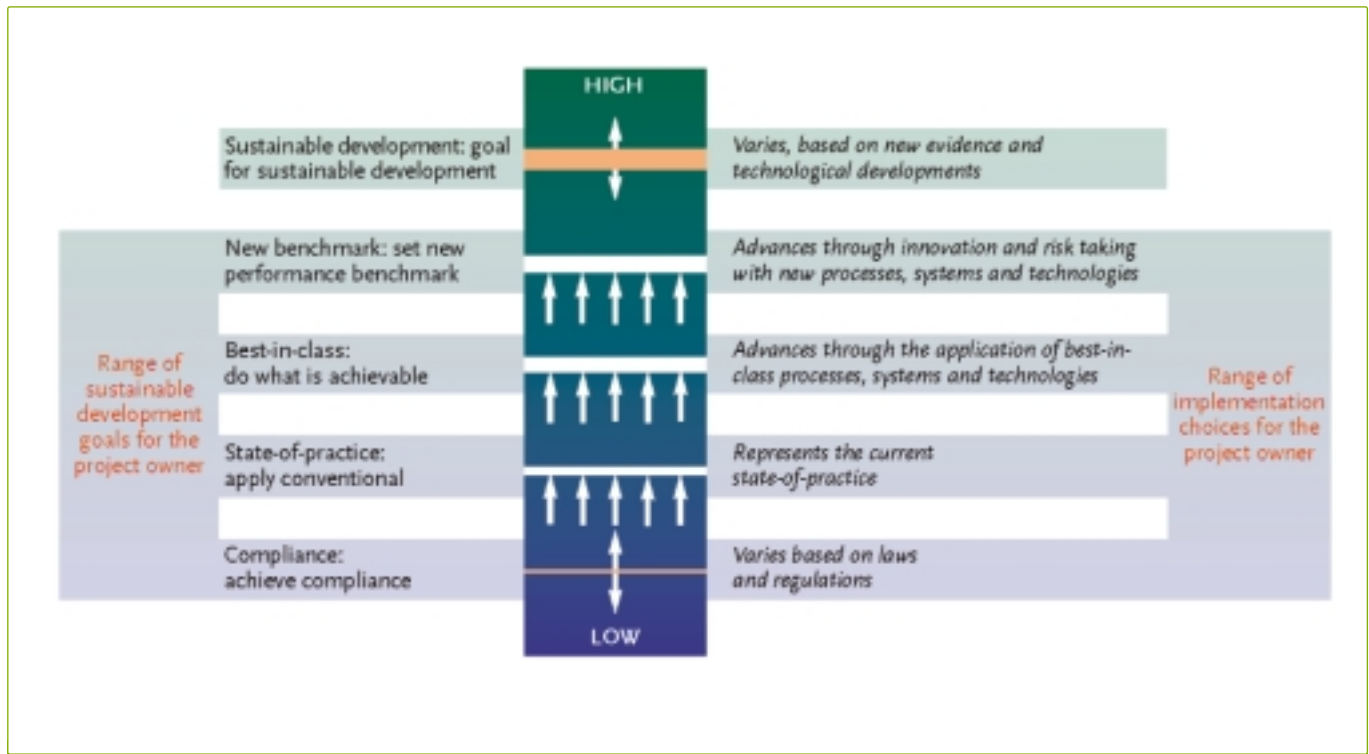 HIGH
Sustainable development: goal
for sustainable development
Varies, based on new evidence and
technological developments
New benchmark: set new
performance benchmark
Advances through innovation and risk taking
with new processes, systems and technologies
Range of
sustainable
development
goals for the
project owner
Best-in-class:
do what is achievable
Advances through the application of best-in-
class processes, systems and technologies
Range of
implementation
choices for the
project owner
State-of-practice:
apply conventional
Represents the current
state-of-practice
Compliance:
achieve compliance
Varies based on laws
and regulations
LOW